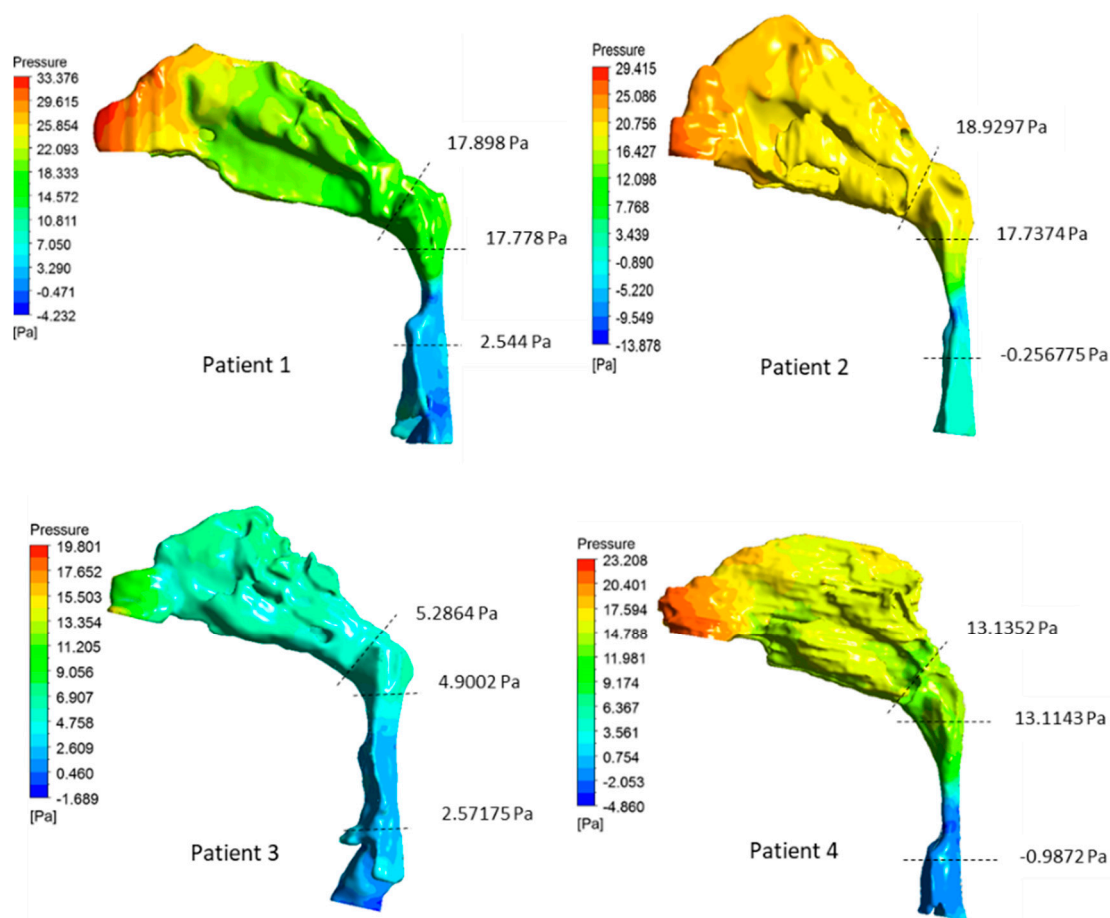 Pressure
33.376
29.615
25.854
22.093
18.333
14.572
10.811
7.050
3.290
-0.471
-4.232
[Pa]
17.898 Pa
17.778 Pa
2.544 Pa
Patient 1
Pressure
29.415
25.086
20.756
16.427
12.098
7.768
3.439
-0.890
-5.220
-9.549
-13.878
[Pa]
18.9297 Pa
17.7374 Pa
-0.256775 Pa
Patient 2
Pressure
19.801
17.652
15.503
13.354
11.205
9.056
6.907
4.758
2.609
0.460
-1.689
[Pa]
5.2864 Pa
4.9002 Pa
2.57175 Pa
Patient 3
Pressure
23.208
20.401
17.594
14.788
11.981
9.174
6.367
3.561
0.754
-2.053
-4.860
[Pa]
13.1352 Pa
13.1143 Pa
-0.9872 Pa
Patient 4